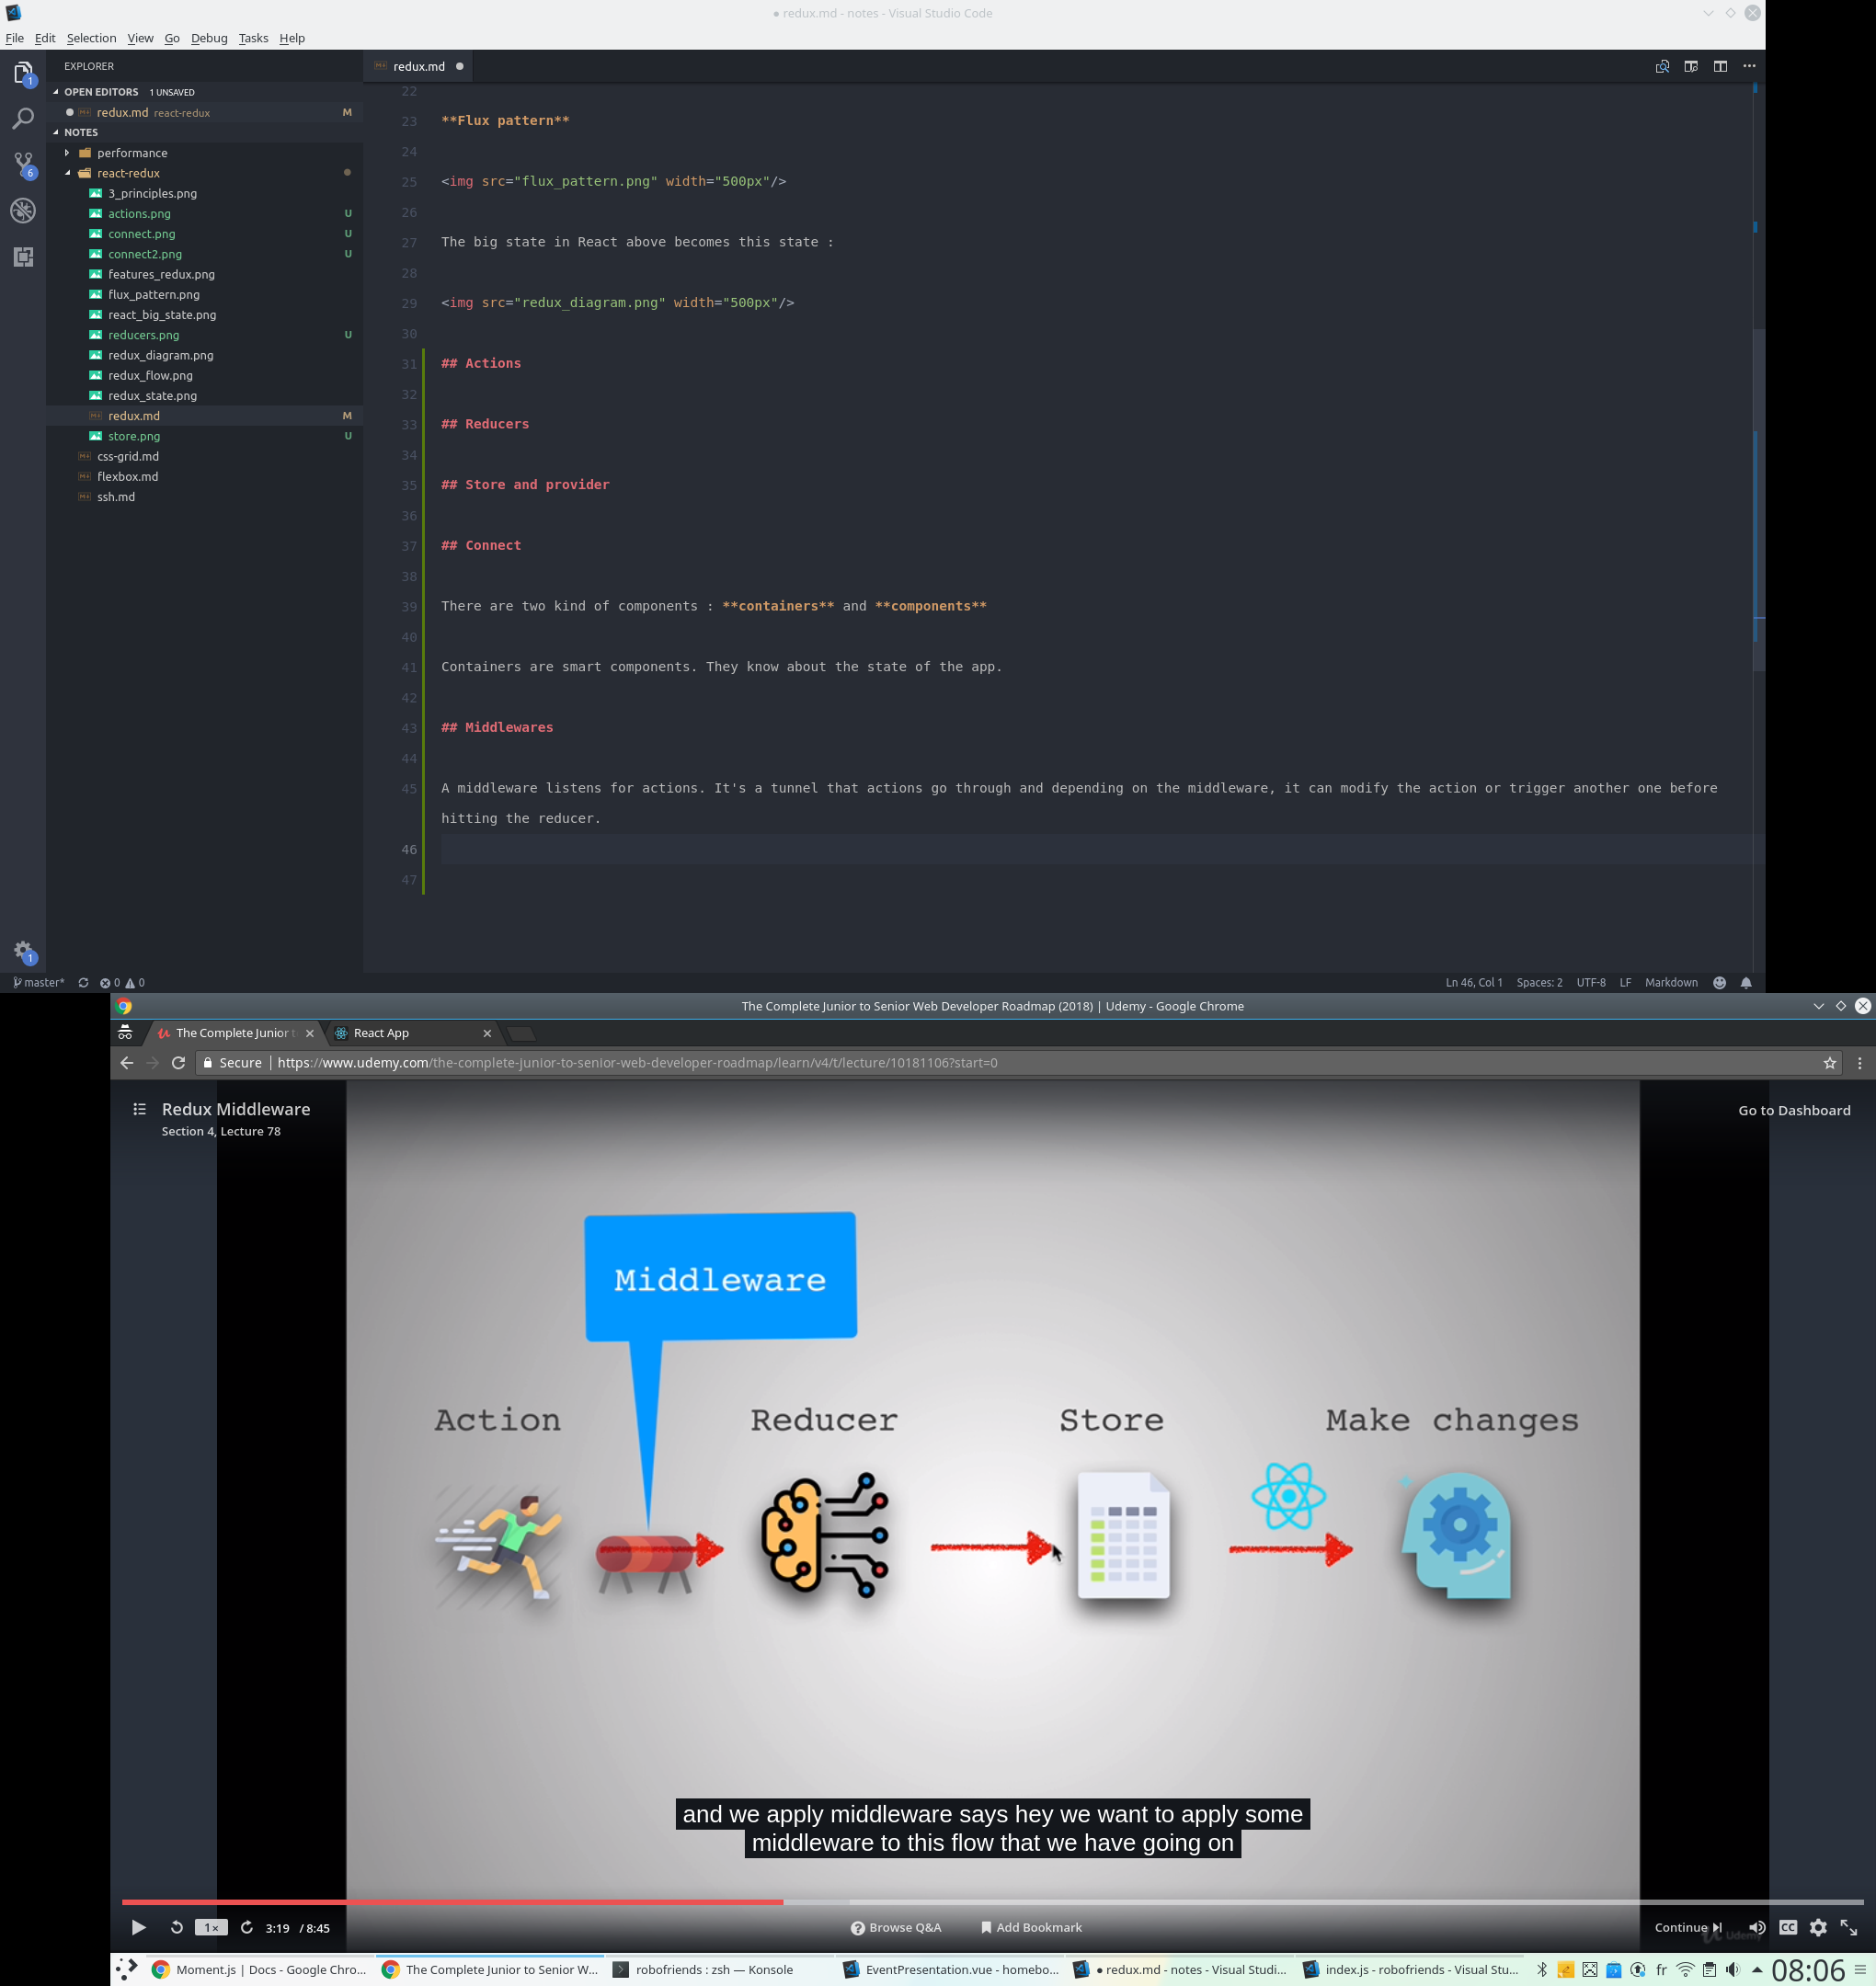 ● redux.md - notes - Visual Studio Code
File Edit Selection View Go Debug Tasks Help
EXPLORER
OPEN EDITORS 1 UNSAVED
redux.md react-redux M
NOTES
performance
react-redux
3_principles.png
actions.png U
connect.png U
connect2.png U
features_redux.png
flux_pattern.png
react_big_state.png
reducers.png U
redux_diagram.png
redux_flow.png
redux_state.png
redux.md M
store.png U
css-grid.md
flexbox.md
ssh.md
1
6
1
redux.md
22
23 **Flux pattern**
24
25 <img src="flux_pattern.png" width="500px"/>
26
27 The big state in React above becomes this state :
28
29 <img src="redux_diagram.png" width="500px"/>
30
31 ## Actions
32
33 ## Reducers
34
35 ## Store and provider
36
37 ## Connect
38
39 There are two kind of components : **containers** and **components**
40
41 Containers are smart components. They know about the state of the app.
42
43 ## Middlewares
44
45 A middleware listens for actions. It's a tunnel that actions go through and depending on the middleware, it can modify the action or trigger another one before
hitting the reducer.
46
47
master* 0 0 Ln 46, Col 1 Spaces: 2 UTF-8 LF Markdown
The Complete Junior to Senior Web Developer Roadmap (2018) | Udemy - Google Chrome
The Complete Junior t React App
Secure https://www.udemy.com/the-complete-junior-to-senior-web-developer-roadmap/learn/v4/t/lecture/10181106?start=0
Redux Middleware Go to Dashboard
Section 4, Lecture 78
Middleware
Action Reducer Store Make changes
and we apply middleware says hey we want to apply some
middleware to this flow that we have going on
1× 3:19 / 8:45 Browse Q&A Add Bookmark Continue CC
Udemy
Moment.js | Docs - Google Chro... The Complete Junior to Senior W... robofriends : zsh — Konsole EventPresentation.vue - homebo... ● redux.md - notes - Visual Studi... index.js - robofriends - Visual Stu... fr 08:06